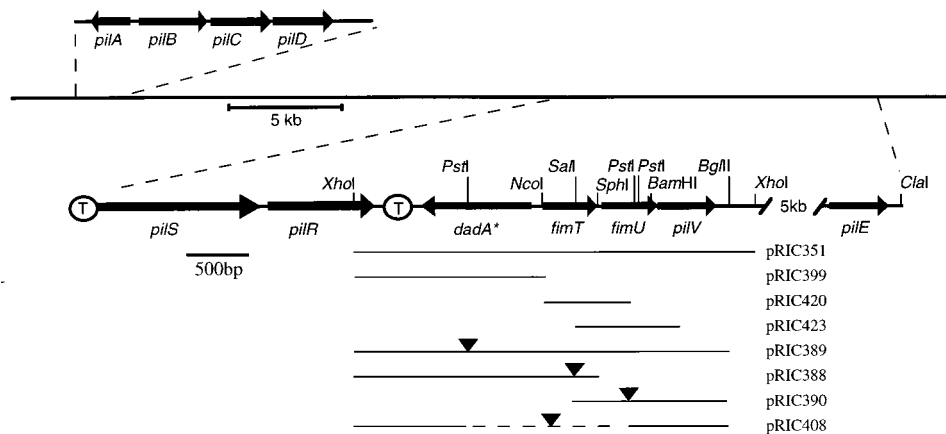 pilA pilB pilC pilD
5 kb
PstI SalI PstI PstI BglII
XhoI NcoI SphI BamHI XhoI ClaI
T T 5kb
pilS pilR dadA* fimT fimU pilV pilE
500bp
pRIC351
pRIC399
pRIC420
pRIC423
pRIC389
pRIC388
pRIC390
pRIC408